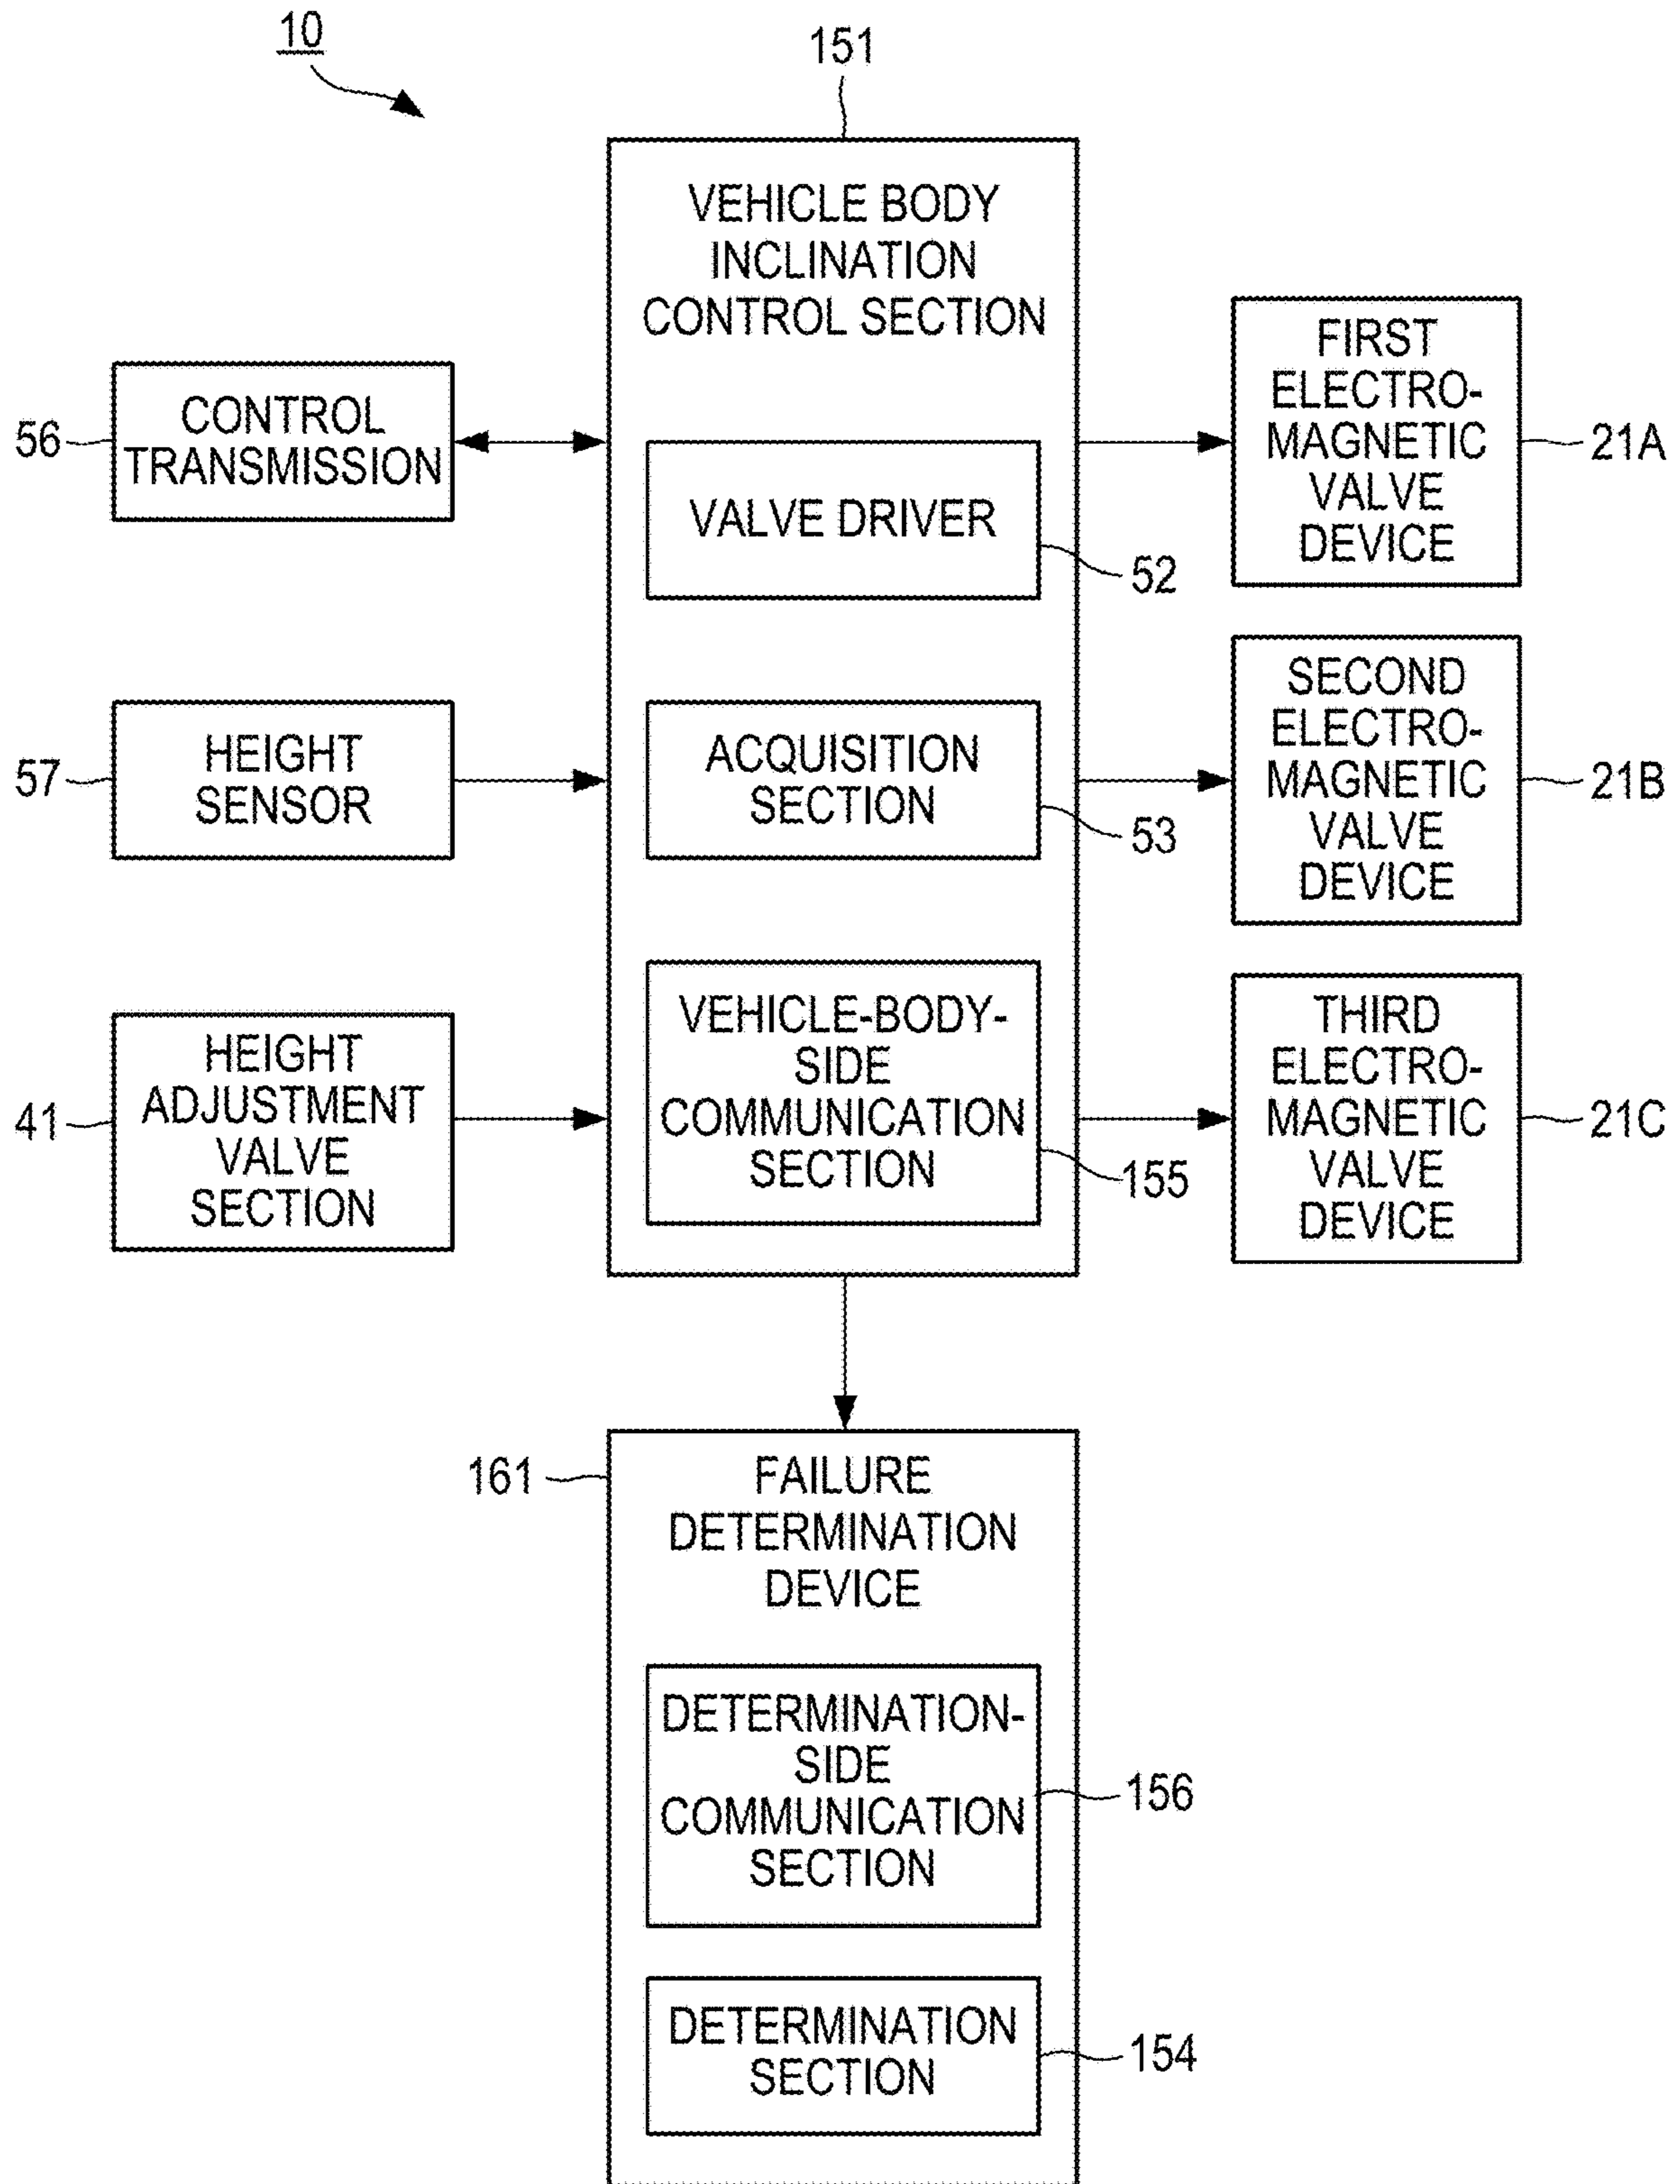 10
151
VEHICLE BODY
INCLINATION
CONTROL SECTION
56
CONTROL
TRANSMISSION
VALVE DRIVER
52
FIRST
ELECTRO-
MAGNETIC
VALVE
DEVICE
21A
57
HEIGHT
SENSOR
ACQUISITION
SECTION
53
SECOND
ELECTRO-
MAGNETIC
VALVE
DEVICE
21B
41
HEIGHT
ADJUSTMENT
VALVE
SECTION
VEHICLE-BODY-
SIDE
COMMUNICATION
SECTION
155
THIRD
ELECTRO-
MAGNETIC
VALVE
DEVICE
21C
161
FAILURE
DETERMINATION
DEVICE
DETERMINATION-
SIDE
COMMUNICATION
SECTION
156
DETERMINATION
SECTION
154